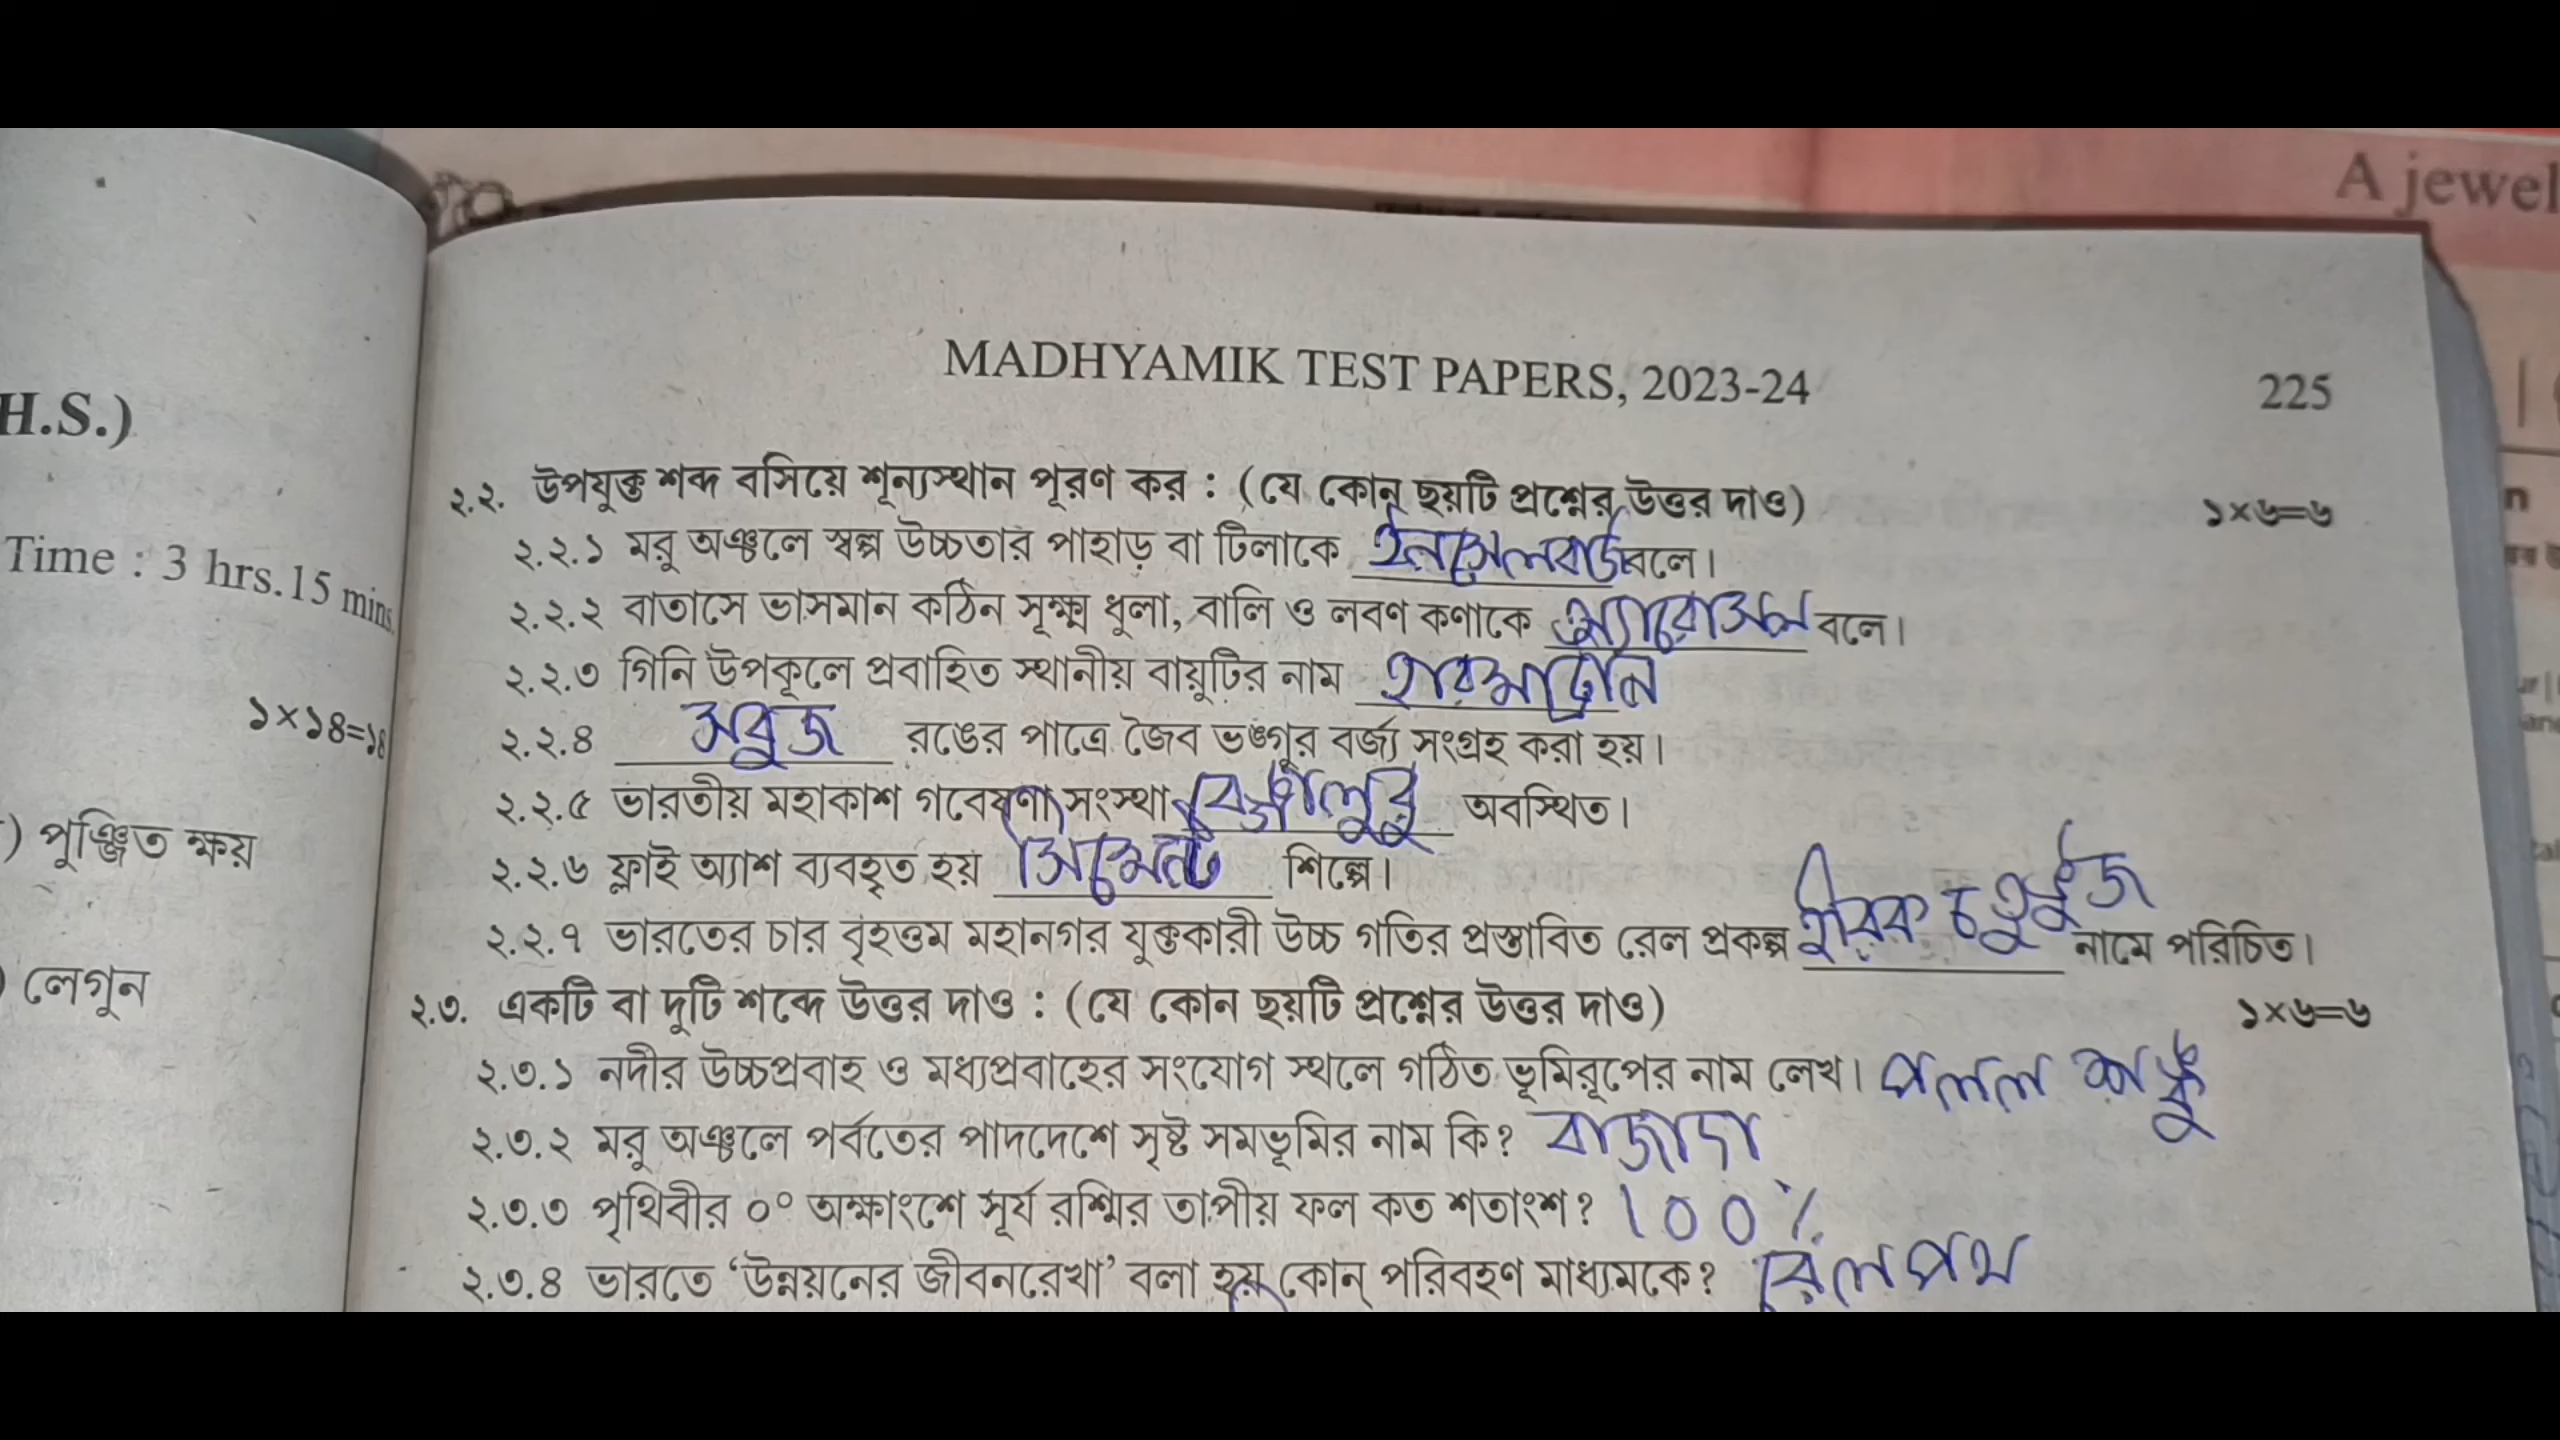 A jewel
MADHYAMIK TEST PAPERS, 2023-24
225
H.S.)
Time : 3 hrs.15 mins.
১×১৪=১৪
) পুঞ্জিত ক্ষয়
) লেগুন
২.২. উপযুক্ত শব্দ বসিয়ে শূন্যস্থান পূরণ কর : (যে কোন ছয়টি প্রশ্নের উত্তর দাও) ১×৬=৬
২.২.১ মরু অঞ্চলে স্বল্প উচ্চতার পাহাড় বা টিলাকে ইনসেলবার্জ বলে।
২.২.২ বাতাসে ভাসমান কঠিন সূক্ষ্ম ধুলা, বালি ও লবণ কণাকে অ্যারোসল বলে।
২.২.৩ গিনি উপকূলে প্রবাহিত স্থানীয় বায়ুটির নাম হারমাট্টান
২.২.৪ সবুজ রঙের পাত্রে জৈব ভঙ্গুর বর্জ্য সংগ্রহ করা হয়।
২.২.৫ ভারতীয় মহাকাশ গবেষণা সংস্থা বেঙ্গালুরু অবস্থিত।
২.২.৬ ফ্লাই অ্যাশ ব্যবহৃত হয় সিমেন্ট শিল্পে।
২.২.৭ ভারতের চার বৃহত্তম মহানগর যুক্তকারী উচ্চ গতির প্রস্তাবিত রেল প্রকল্প হীরক চতুর্ভুজ নামে পরিচিত।
২.৩. একটি বা দুটি শব্দে উত্তর দাও : (যে কোন ছয়টি প্রশ্নের উত্তর দাও) ১×৬=৬
২.৩.১ নদীর উচ্চপ্রবাহ ও মধ্যপ্রবাহের সংযোগ স্থলে গঠিত ভূমিরূপের নাম লেখ। পলল শঙ্কু
২.৩.২ মরু অঞ্চলে পর্বতের পাদদেশে সৃষ্ট সমভূমির নাম কি? বাজাদা
২.৩.৩ পৃথিবীর ০° অক্ষাংশে সূর্য রশ্মির তাপীয় ফল কত শতাংশ? 100%
২.৩.৪ ভারতে ‘উন্নয়নের জীবনরেখা’ বলা হয় কোন্ পরিবহণ মাধ্যমকে? রেলপথ